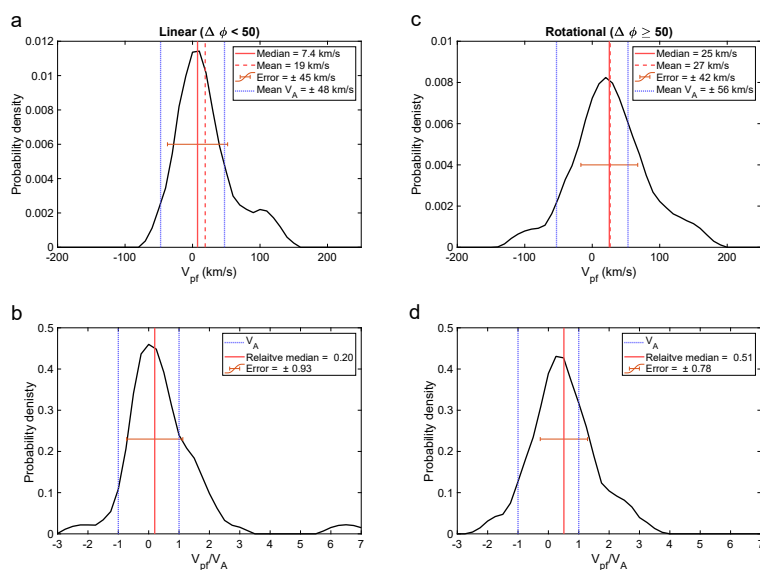 a
Linear (Δ ϕ < 50)
Median = 7.4 km/s
Mean = 19 km/s
Error = ± 45 km/s
Mean V_A = ± 48 km/s
Probability density
0.012
0.01
0.008
0.006
0.004
0.002
0
-200 -100 0 100 200
V_pf (km/s)
c
Rotational (Δ ϕ ≥ 50)
Median = 25 km/s
Mean = 27 km/s
Error = ± 42 km/s
Mean V_A = ± 56 km/s
Probability density
0.01
0.008
0.006
0.004
0.002
0
-200 -100 0 100 200
V_pf (km/s)
b
V_A
Relaitve median = 0.20
Error = ± 0.93
Probability denisty
0.5
0.4
0.3
0.2
0.1
0
-3 -2 -1 0 1 2 3 4 5 6 7
V_pf/V_A
d
V_A
Relaitve median = 0.51
Error = ± 0.78
Probability denisty
0.5
0.4
0.3
0.2
0.1
0
-3 -2 -1 0 1 2 3 4 5 6 7
V_pf/V_A